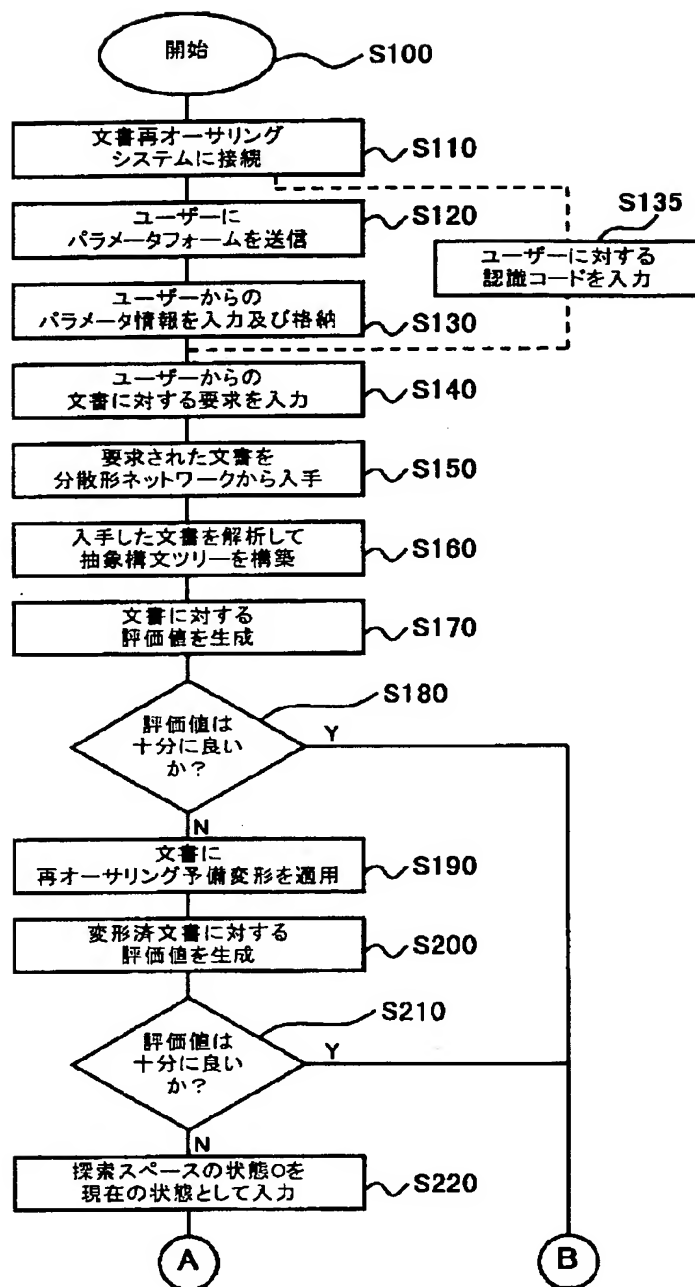 開始
S100
文書再オーサリング
システムに接続
S110
ユーザーに
パラメータフォームを送信
S120
S135
ユーザーに対する
認識コードを入力
ユーザーからの
パラメータ情報を入力及び格納
S130
ユーザーからの
文書に対する要求を入力
S140
要求された文書を
分散形ネットワークから入手
S150
入手した文書を解析して
抽象構文ツリーを構築
S160
文書に対する
評価値を生成
S170
S180
評価値は
十分に良い
か?
Y
N
文書に
再オーサリング予備変形を適用
S190
変形済文書に対する
評価値を生成
S200
S210
評価値は
十分に良い
か?
Y
N
探索スペースの状態0を
現在の状態として入力
S220
A
B